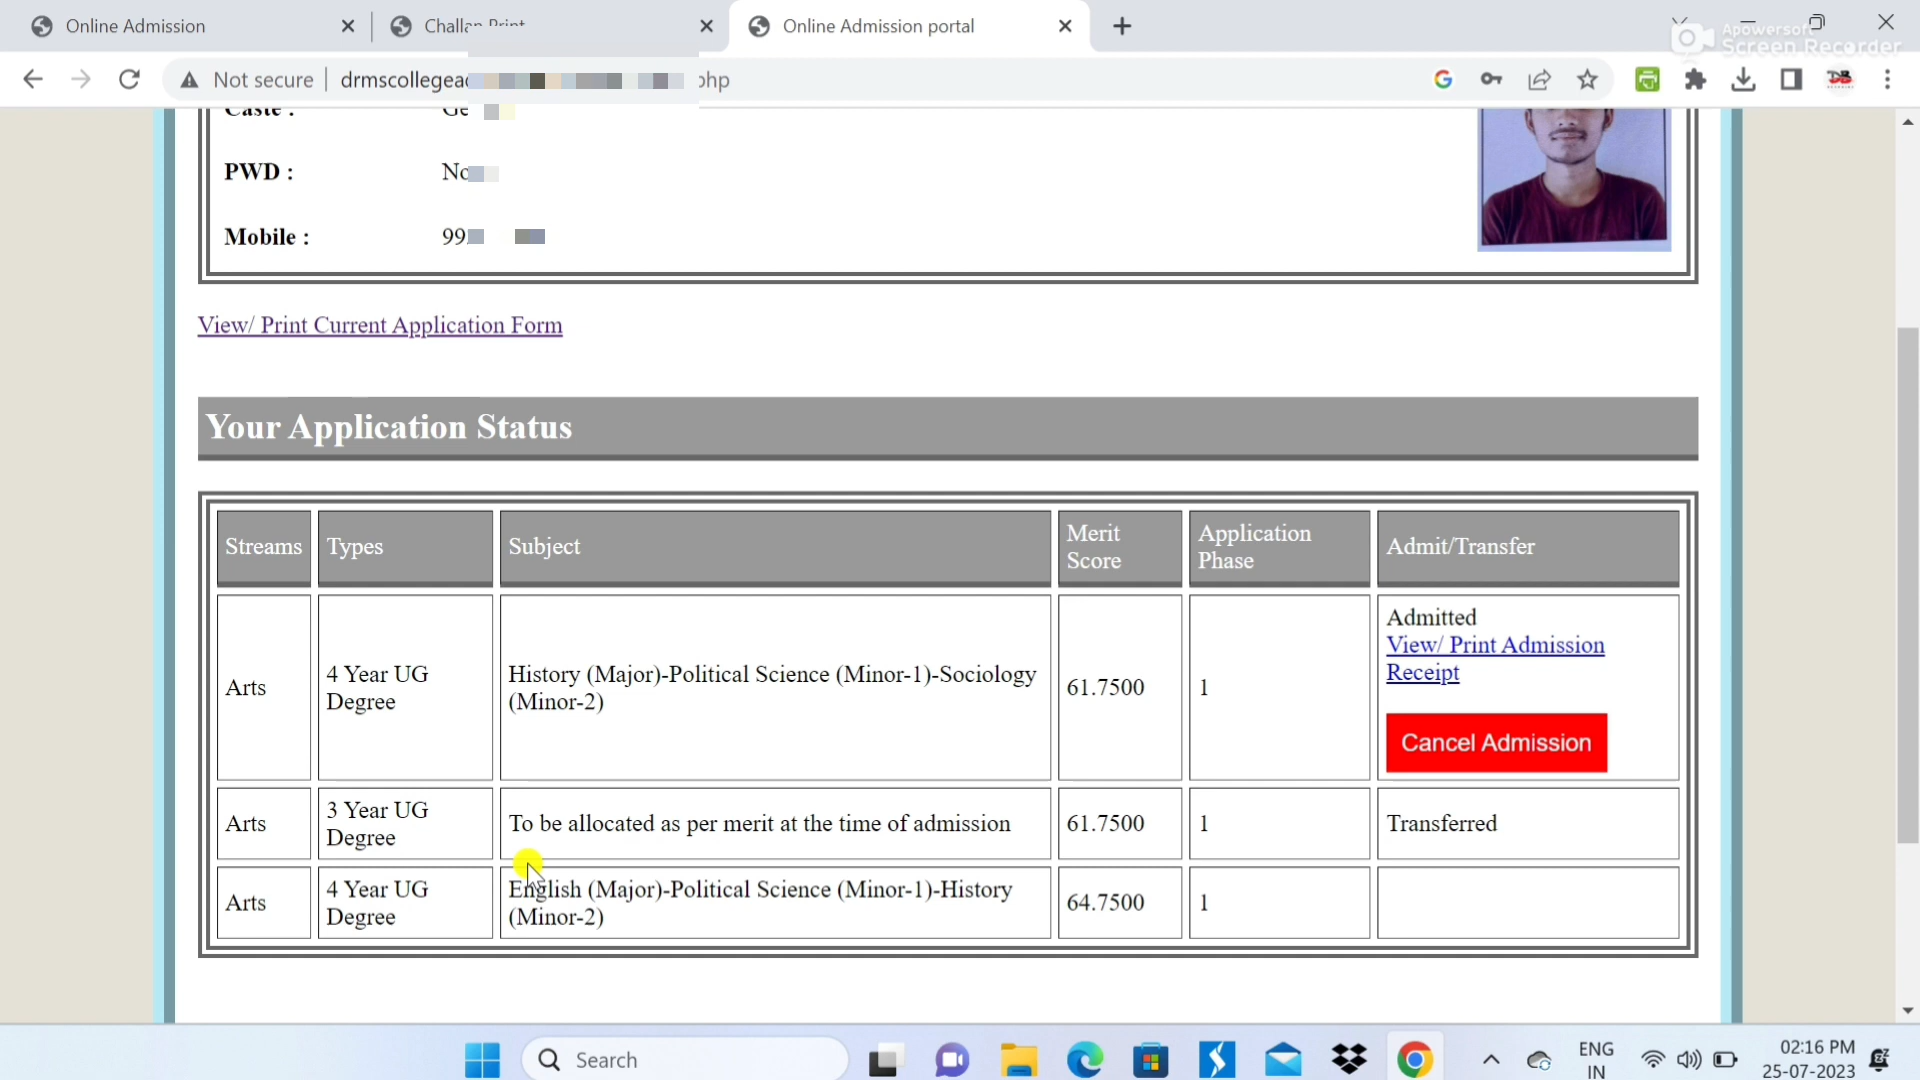 Online Admission
Online Admission portal
Apowersoft
Screen Recorder
Not secure
Caste :
PWD :
Mobile :
View/ Print Current Application Form
Your Application Status
Streams Types Subject Merit Score Application Phase Admit/Transfer
Arts 4 Year UG Degree History (Major)-Political Science (Minor-1)-Sociology (Minor-2) 61.7500 1 Admitted
View/ Print Admission
Receipt
Cancel Admission
Arts 3 Year UG Degree To be allocated as per merit at the time of admission 61.7500 1 Transferred
Arts 4 Year UG Degree English (Major)-Political Science (Minor-1)-History (Minor-2) 64.7500 1
Search
ENG
IN
02:16 PM
25-07-2023